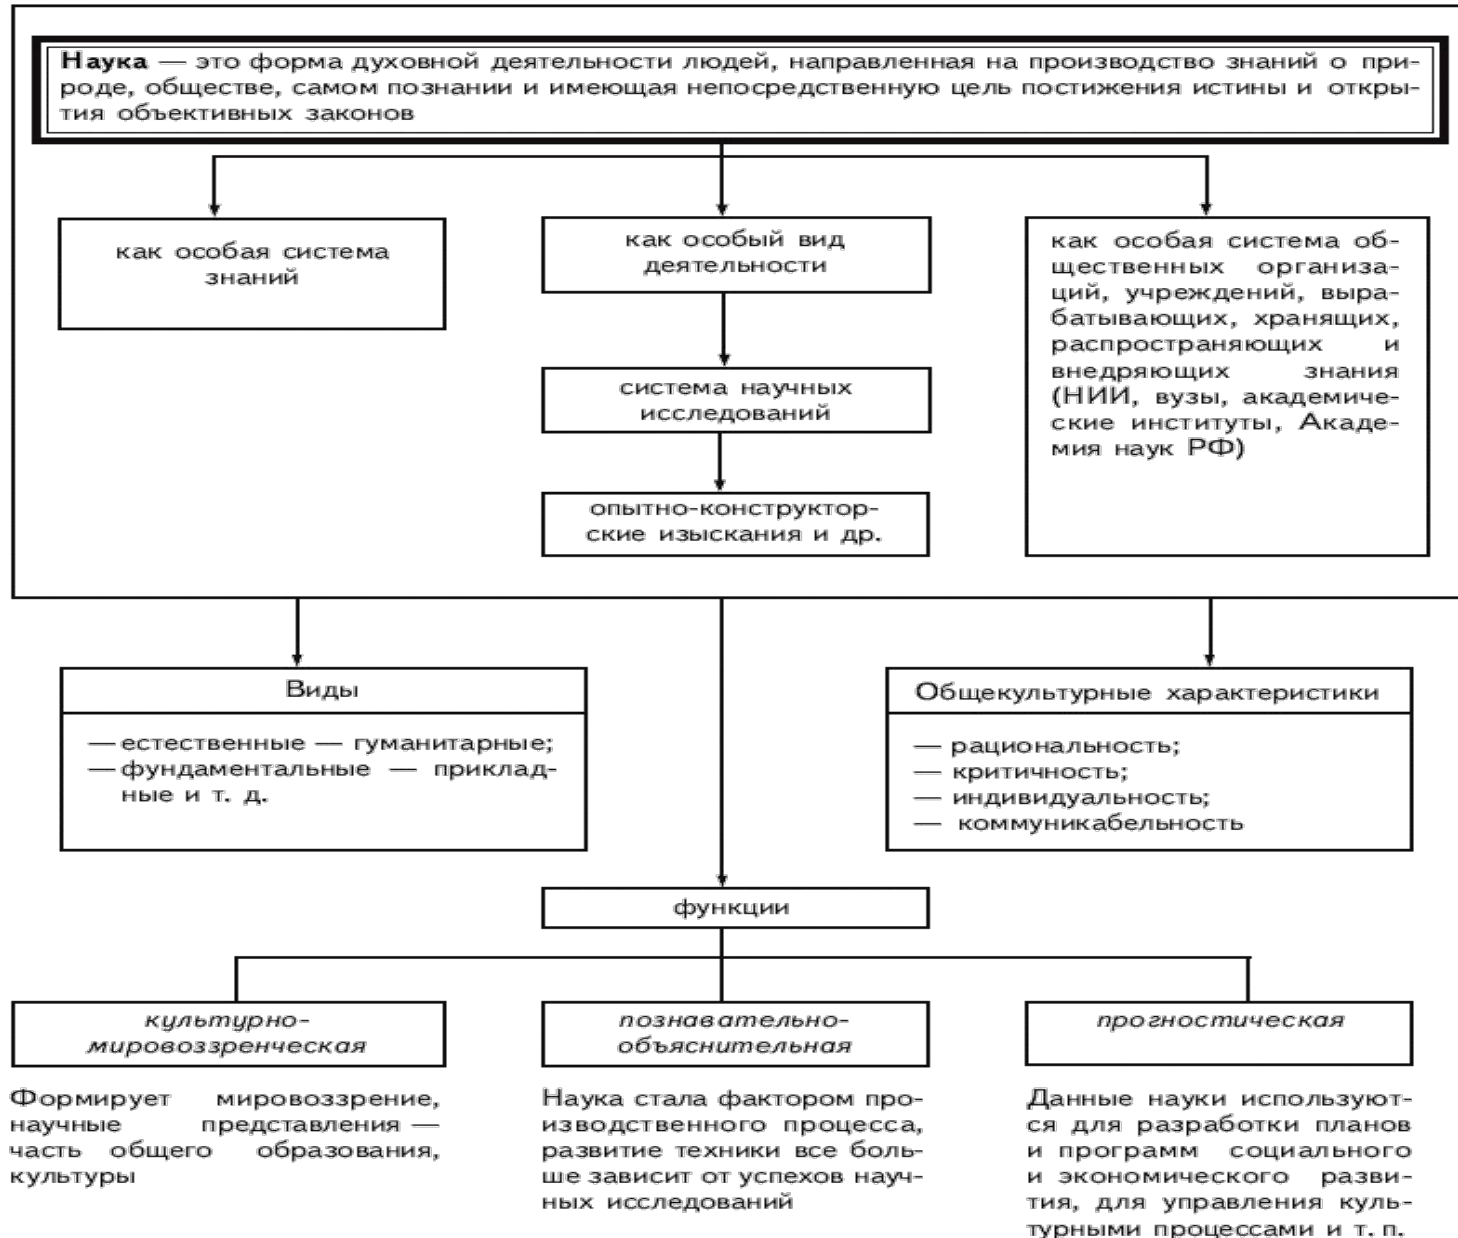 Наука — это форма духовной деятельности людей, направленная на производство знаний о при-
роде, обществе, самом познании и имеющая непосредственную цель постижения истины и откры-
тия объективных законов
как особая система
знаний
как особый вид
деятельности
система научных
исследований
опытно-конструктор-
ские изыскания и др.
как особая система об-
щественных организа-
ций, учреждений, выра-
батывающих, хранящих,
распространяющих и
внедряющих знания
(НИИ, вузы, академиче-
ские институты, Акаде-
мия наук РФ)
Виды
— естественные — гуманитарные;
— фундаментальные — приклад-
ные и т. д.
Общекультурные характеристики
— рациональность;
— критичность;
— индивидуальность;
— коммуникабельность
функции
культурно-
мировоззренческая
Формирует мировоззрение,
научные представления —
часть общего образования,
культуры
познавательно-
объяснительная
Наука стала фактором про-
изводственного процесса,
развитие техники все боль-
ше зависит от успехов науч-
ных исследований
прогностическая
Данные науки используют-
ся для разработки планов
и программ социального
и экономического разви-
тия, для управления куль-
турными процессами и т. п.